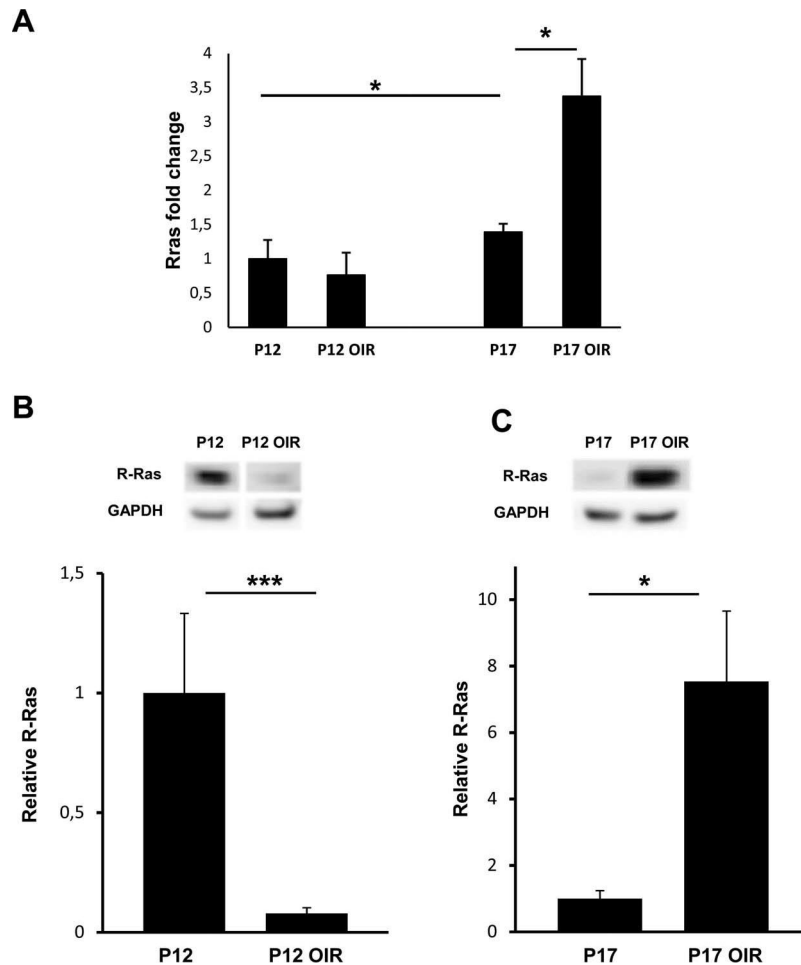 A
Rras fold change
4
3,5
3
2,5
2
1,5
1
0,5
0
*
*
P12 P12 OIR P17 P17 OIR
B
P12 P12 OIR
R-Ras
GAPDH
Relative R-Ras
1,5
1
0,5
0
***
P12 P12 OIR
C
P17 P17 OIR
R-Ras
GAPDH
Relative R-Ras
10
8
6
4
2
0
*
P17 P17 OIR